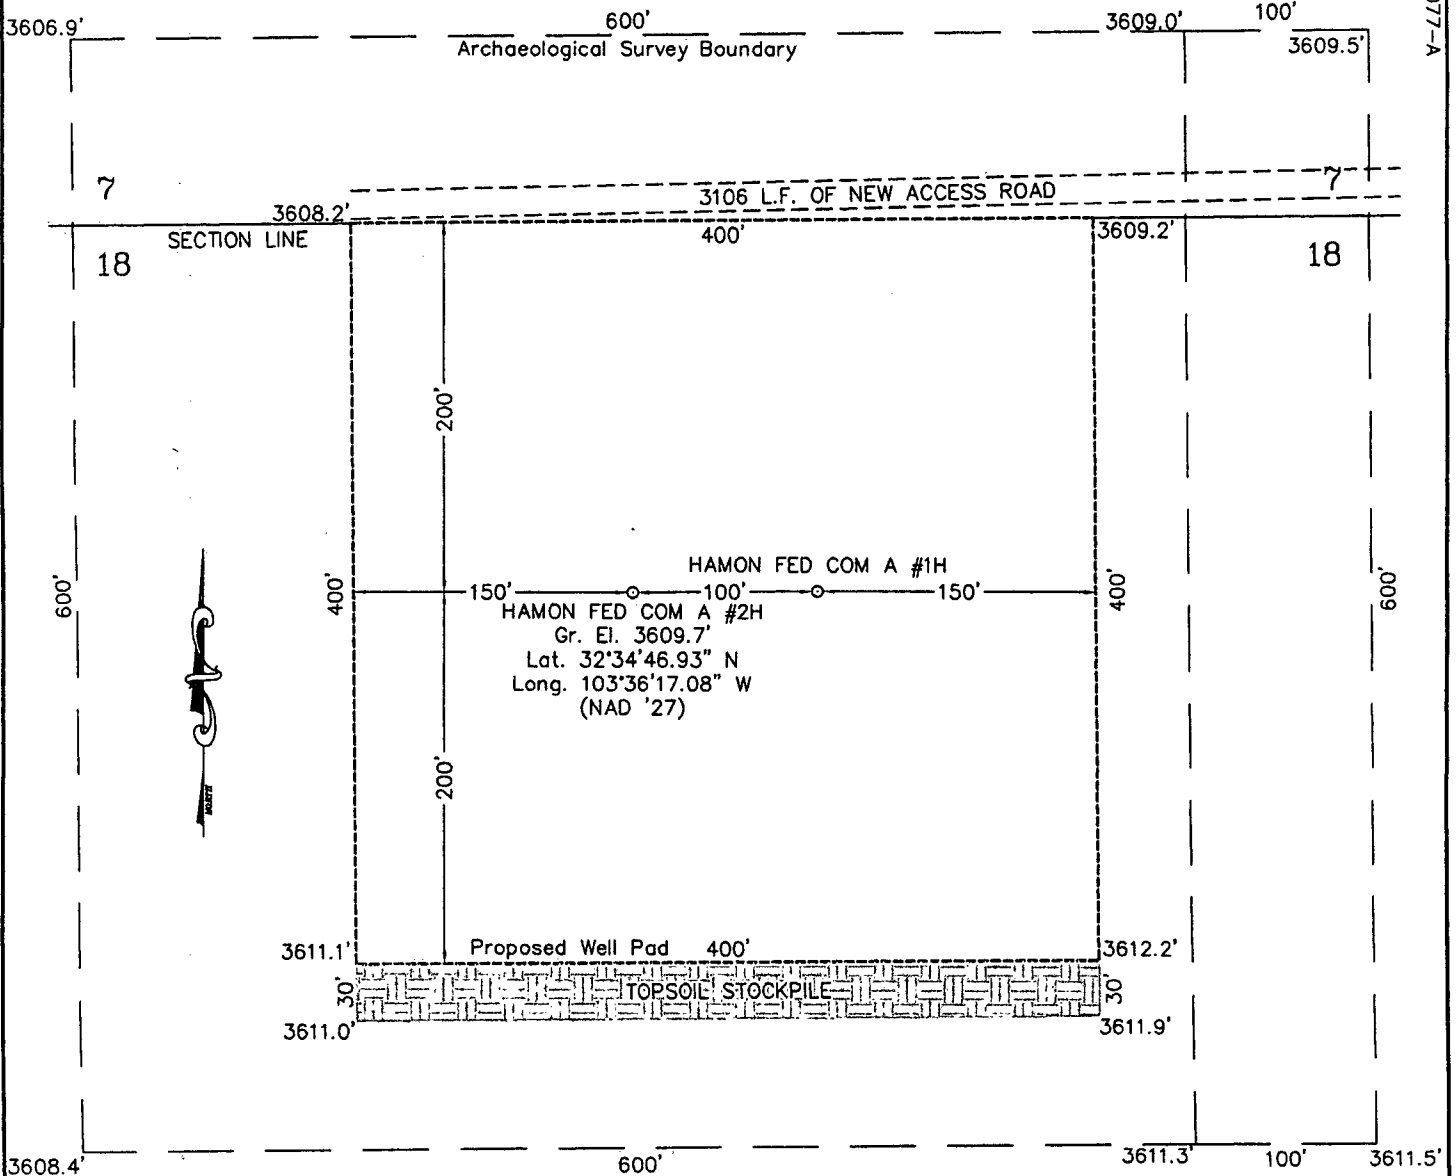 3606.9'
600'
3609.0'
100'
077-A
Archaeological Survey Boundary
3609.5'
7
7
3106 L.F. OF NEW ACCESS ROAD
3608.2'
SECTION LINE
400'
3609.2'
18
18
200'
HAMON FED COM A #1H
600'
400'
150'
100'
150'
400'
600'
HAMON FED COM A #2H
Gr. El. 3609.7'
Lat. 32°34'46.93" N
Long. 103°36'17.08" W
(NAD '27)
200'
NORTH
3611.1'
Proposed Well Pad 400'
3612.2'
30'
TOPSOIL STOCKPILE
30'
3611.0'
3611.9'
3608.4'
600'
3611.3'
100'
3611.5'